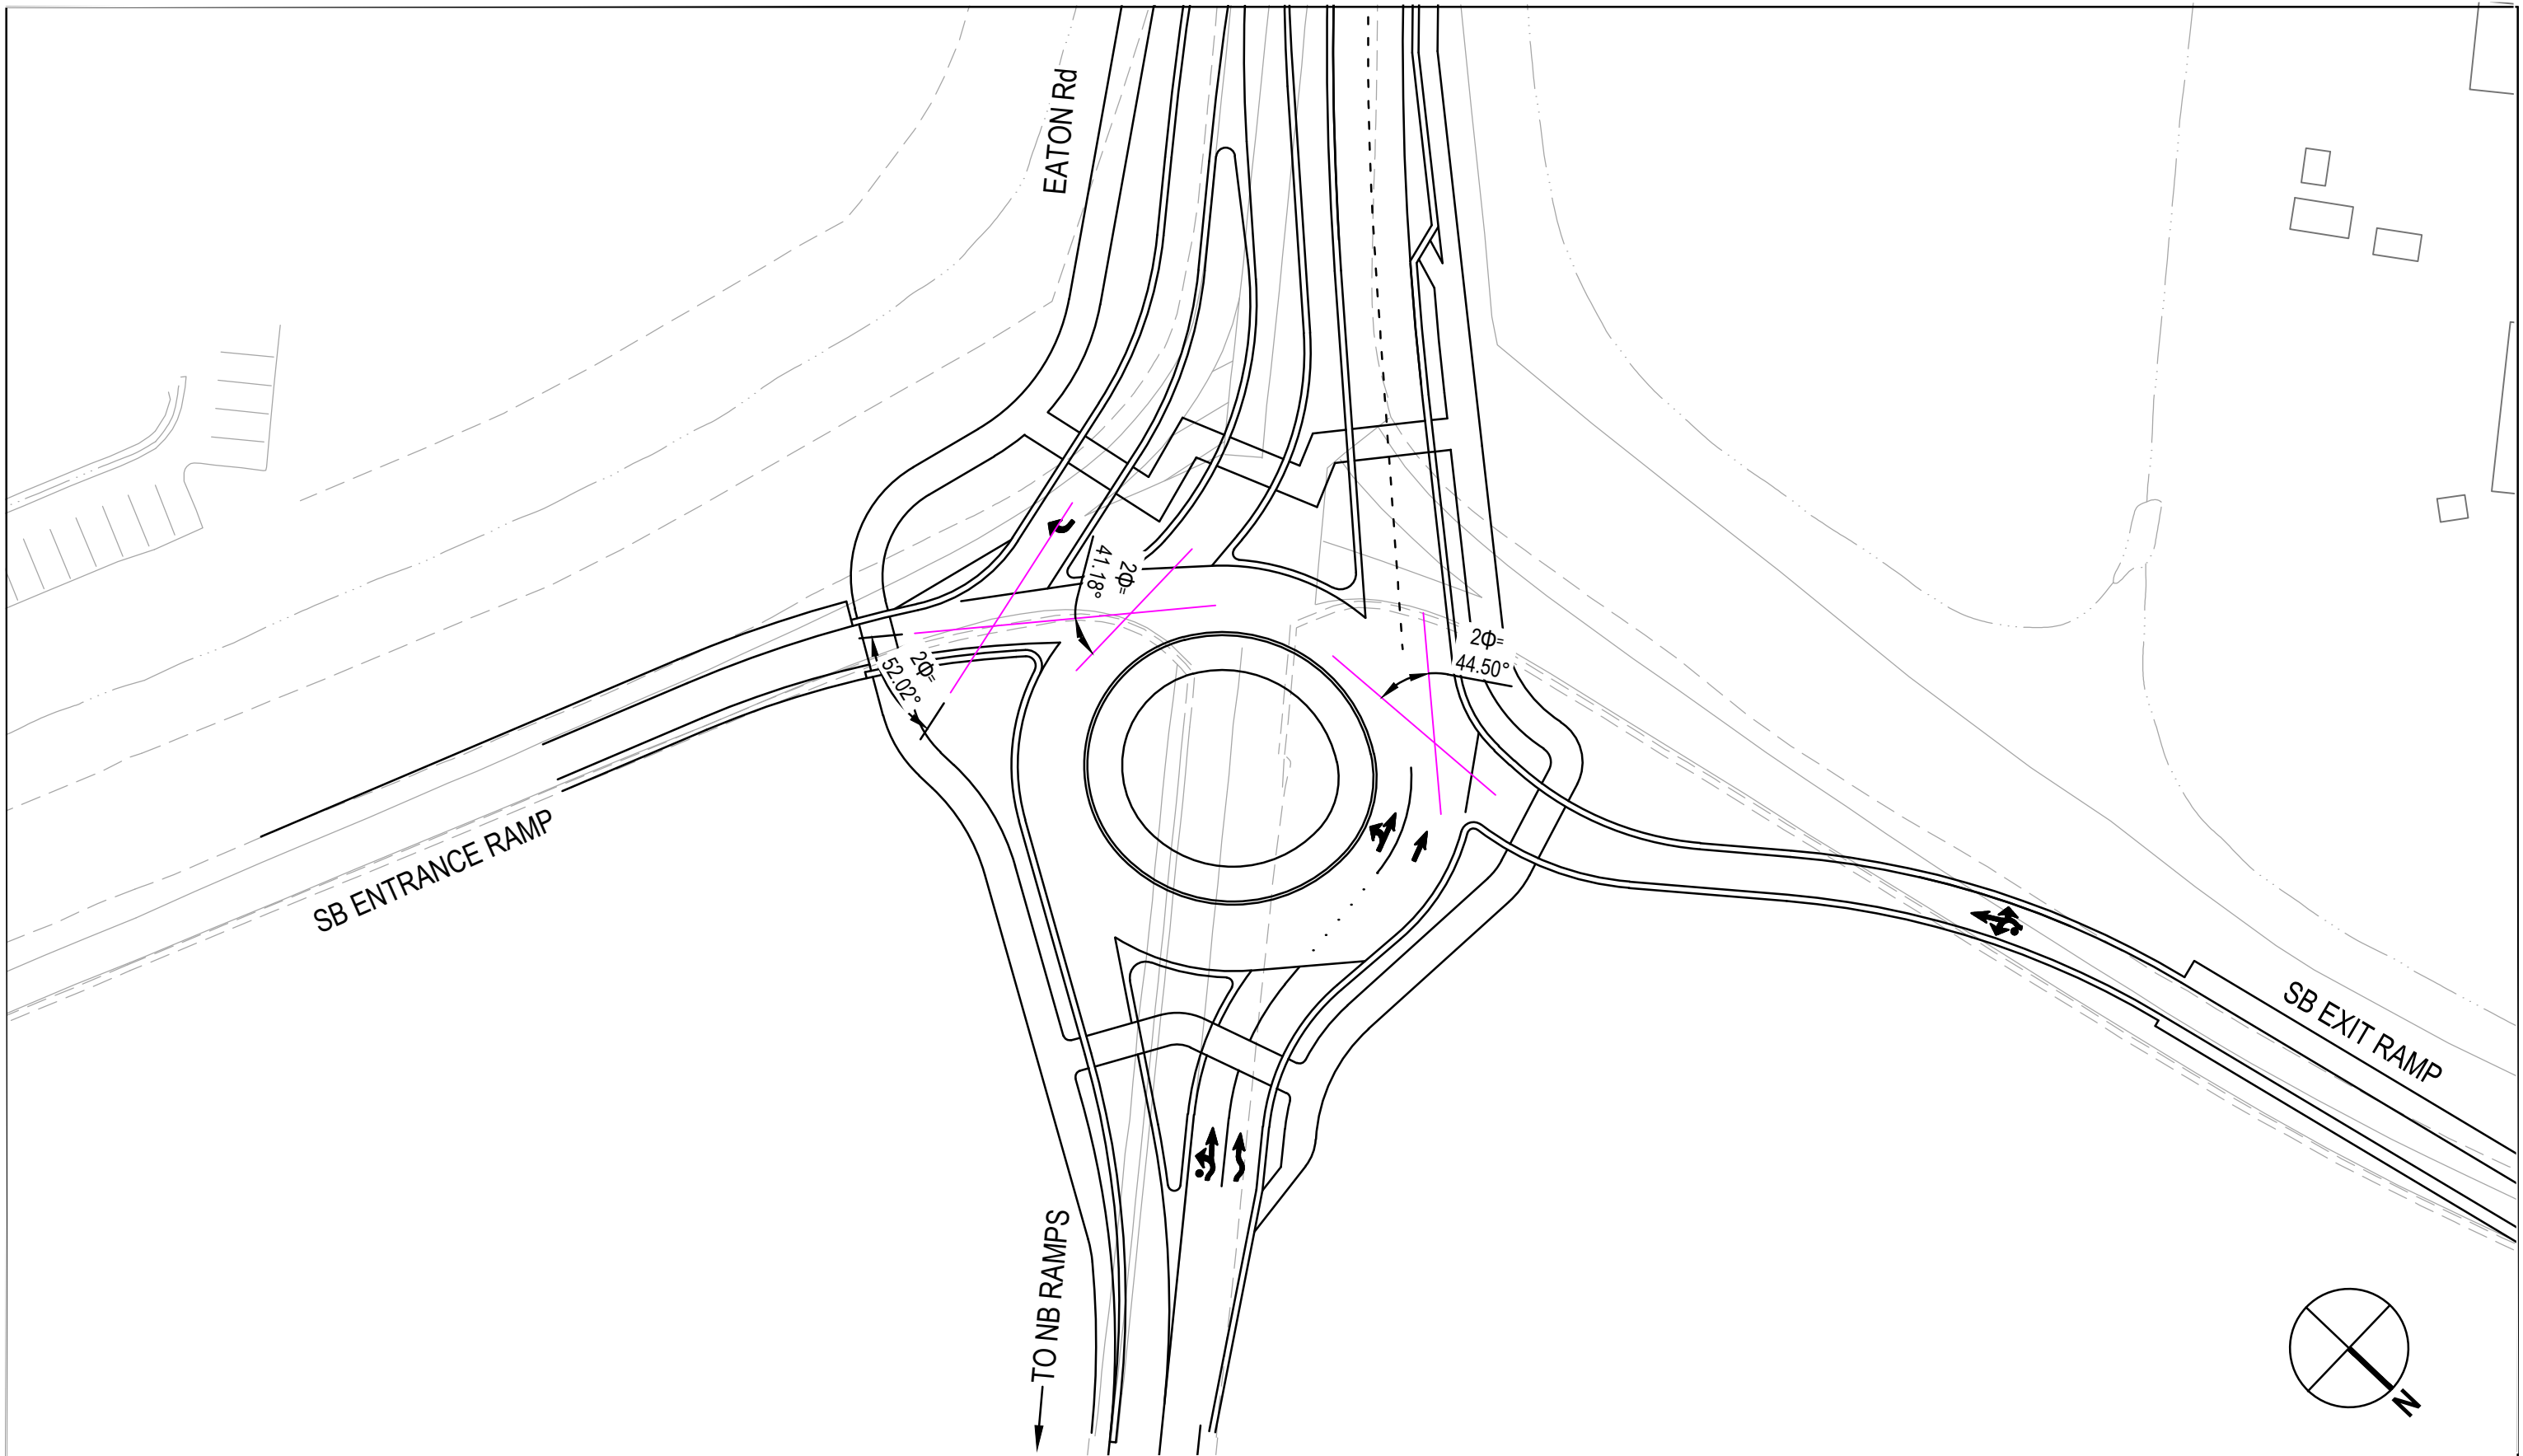 EATON Rd
2Φ=
41.18°
2Φ=
52.02°
2Φ=
44.50°
SB ENTRANCE RAMP
SB EXIT RAMP
TO NB RAMPS
N